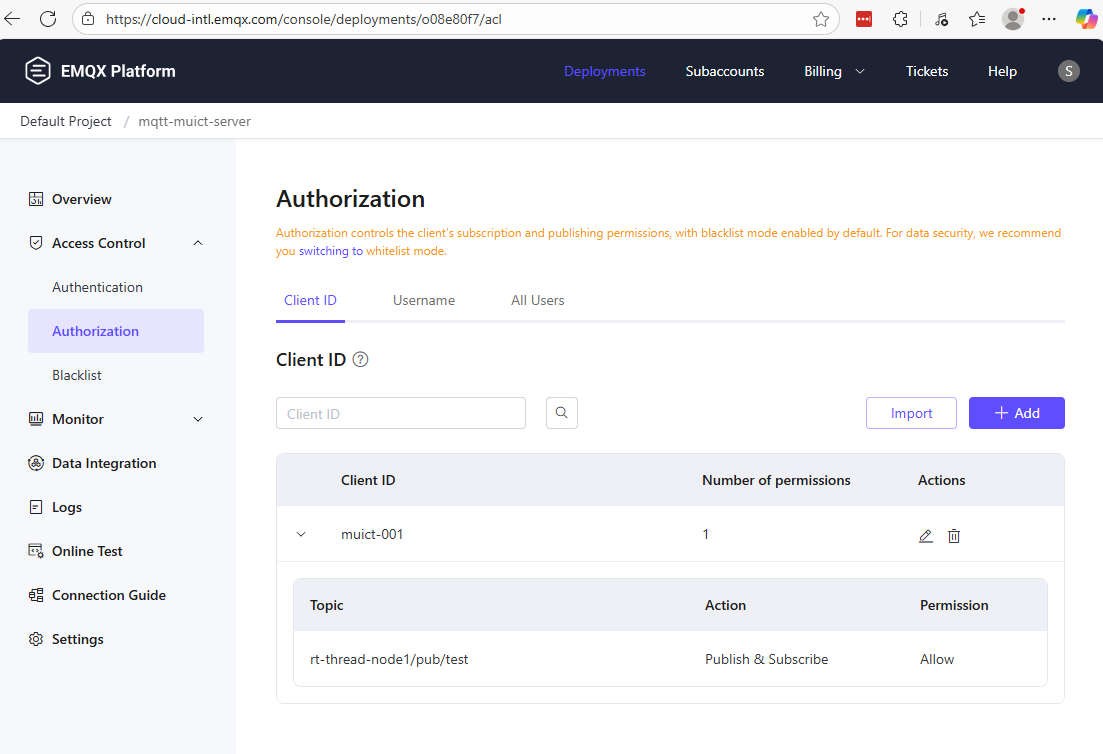 https://cloud-intl.emqx.com/console/deployments/o08e80f7/acl
EMQX Platform
Deployments
Subaccounts
Billing
Tickets
Help
S
Default Project / mqtt-muict-server
Overview
Access Control
Authentication
Authorization
Blacklist
Monitor
Data Integration
Logs
Online Test
Connection Guide
Settings
Authorization
Authorization controls the client's subscription and publishing permissions, with blacklist mode enabled by default. For data security, we recommend
you switching to whitelist mode.
Client ID
Username
All Users
Client ID ?
Client ID
Import
+ Add
Client ID
Number of permissions
Actions
muict-001
1
Topic
Action
Permission
rt-thread-node1/pub/test
Publish & Subscribe
Allow